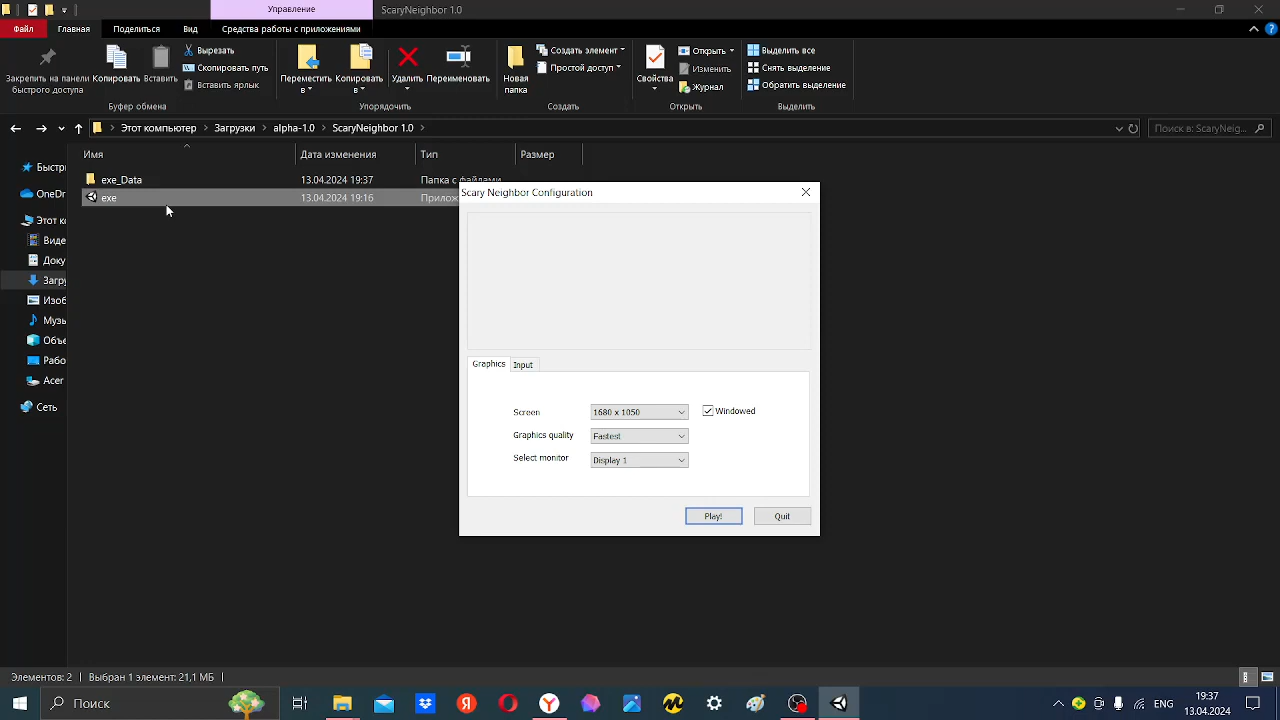 Управление
ScaryNeighbor 1.0
Файл
Главная
Поделиться
Вид
Средства работы с приложениями
Закрепить на панели быстрого доступа
Копировать
Вставить
Вырезать
Скопировать путь
Вставить ярлык
Буфер обмена
Переместить в
Копировать в
Удалить
Переименовать
Упорядочить
Новая папка
Создать элемент
Простой доступ
Создать
Свойства
Открыть
Изменить
Журнал
Открыть
Выделить все
Снять выделение
Обратить выделение
Выделить
Этот компьютер
Загрузки
alpha-1.0
ScaryNeighbor 1.0
Поиск в: ScaryNeig...
Имя
Дата изменения
Тип
Размер
exe_Data
13.04.2024 19:37
Папка с файлами
exe
13.04.2024 19:16
Прилож
Быстр
OneDri
Этот ко
Виде
Доку
Загру
Изоб
Музы
Объе
Рабо
Acer
Сеть
Scary Neighbor Configuration
Graphics
Input
Screen
1680 x 1050
Windowed
Graphics quality
Fastest
Select monitor
Display 1
Play!
Quit
Элементов: 2
Выбран 1 элемент: 21,1 МБ
Поиск
ENG
19:37
13.04.2024